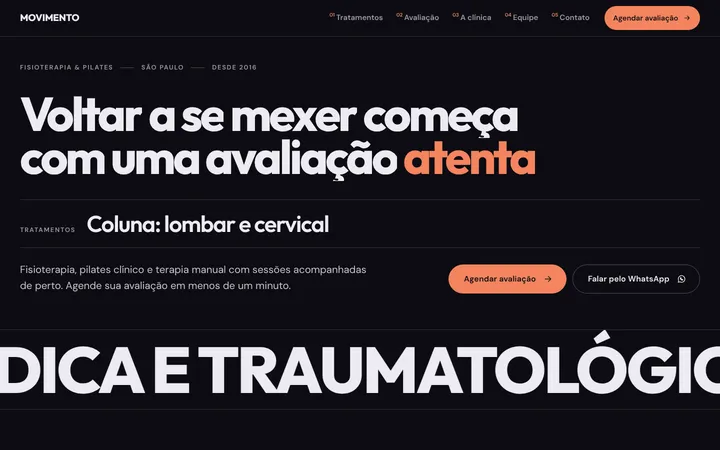 MOVIMENTO
01 Tratamentos 02 Avaliação 03 A clínica 04 Equipe 05 Contato
Agendar avaliação →
FISIOTERAPIA & PILATES — SÃO PAULO — DESDE 2016
Voltar a se mexer começa
com uma avaliação atenta
TRATAMENTOS Coluna: lombar e cervical
Fisioterapia, pilates clínico e terapia manual com sessões acompanhadas
de perto. Agende sua avaliação em menos de um minuto.
Agendar avaliação →
Falar pelo WhatsApp
DICA E TRAUMATOLÓGIC